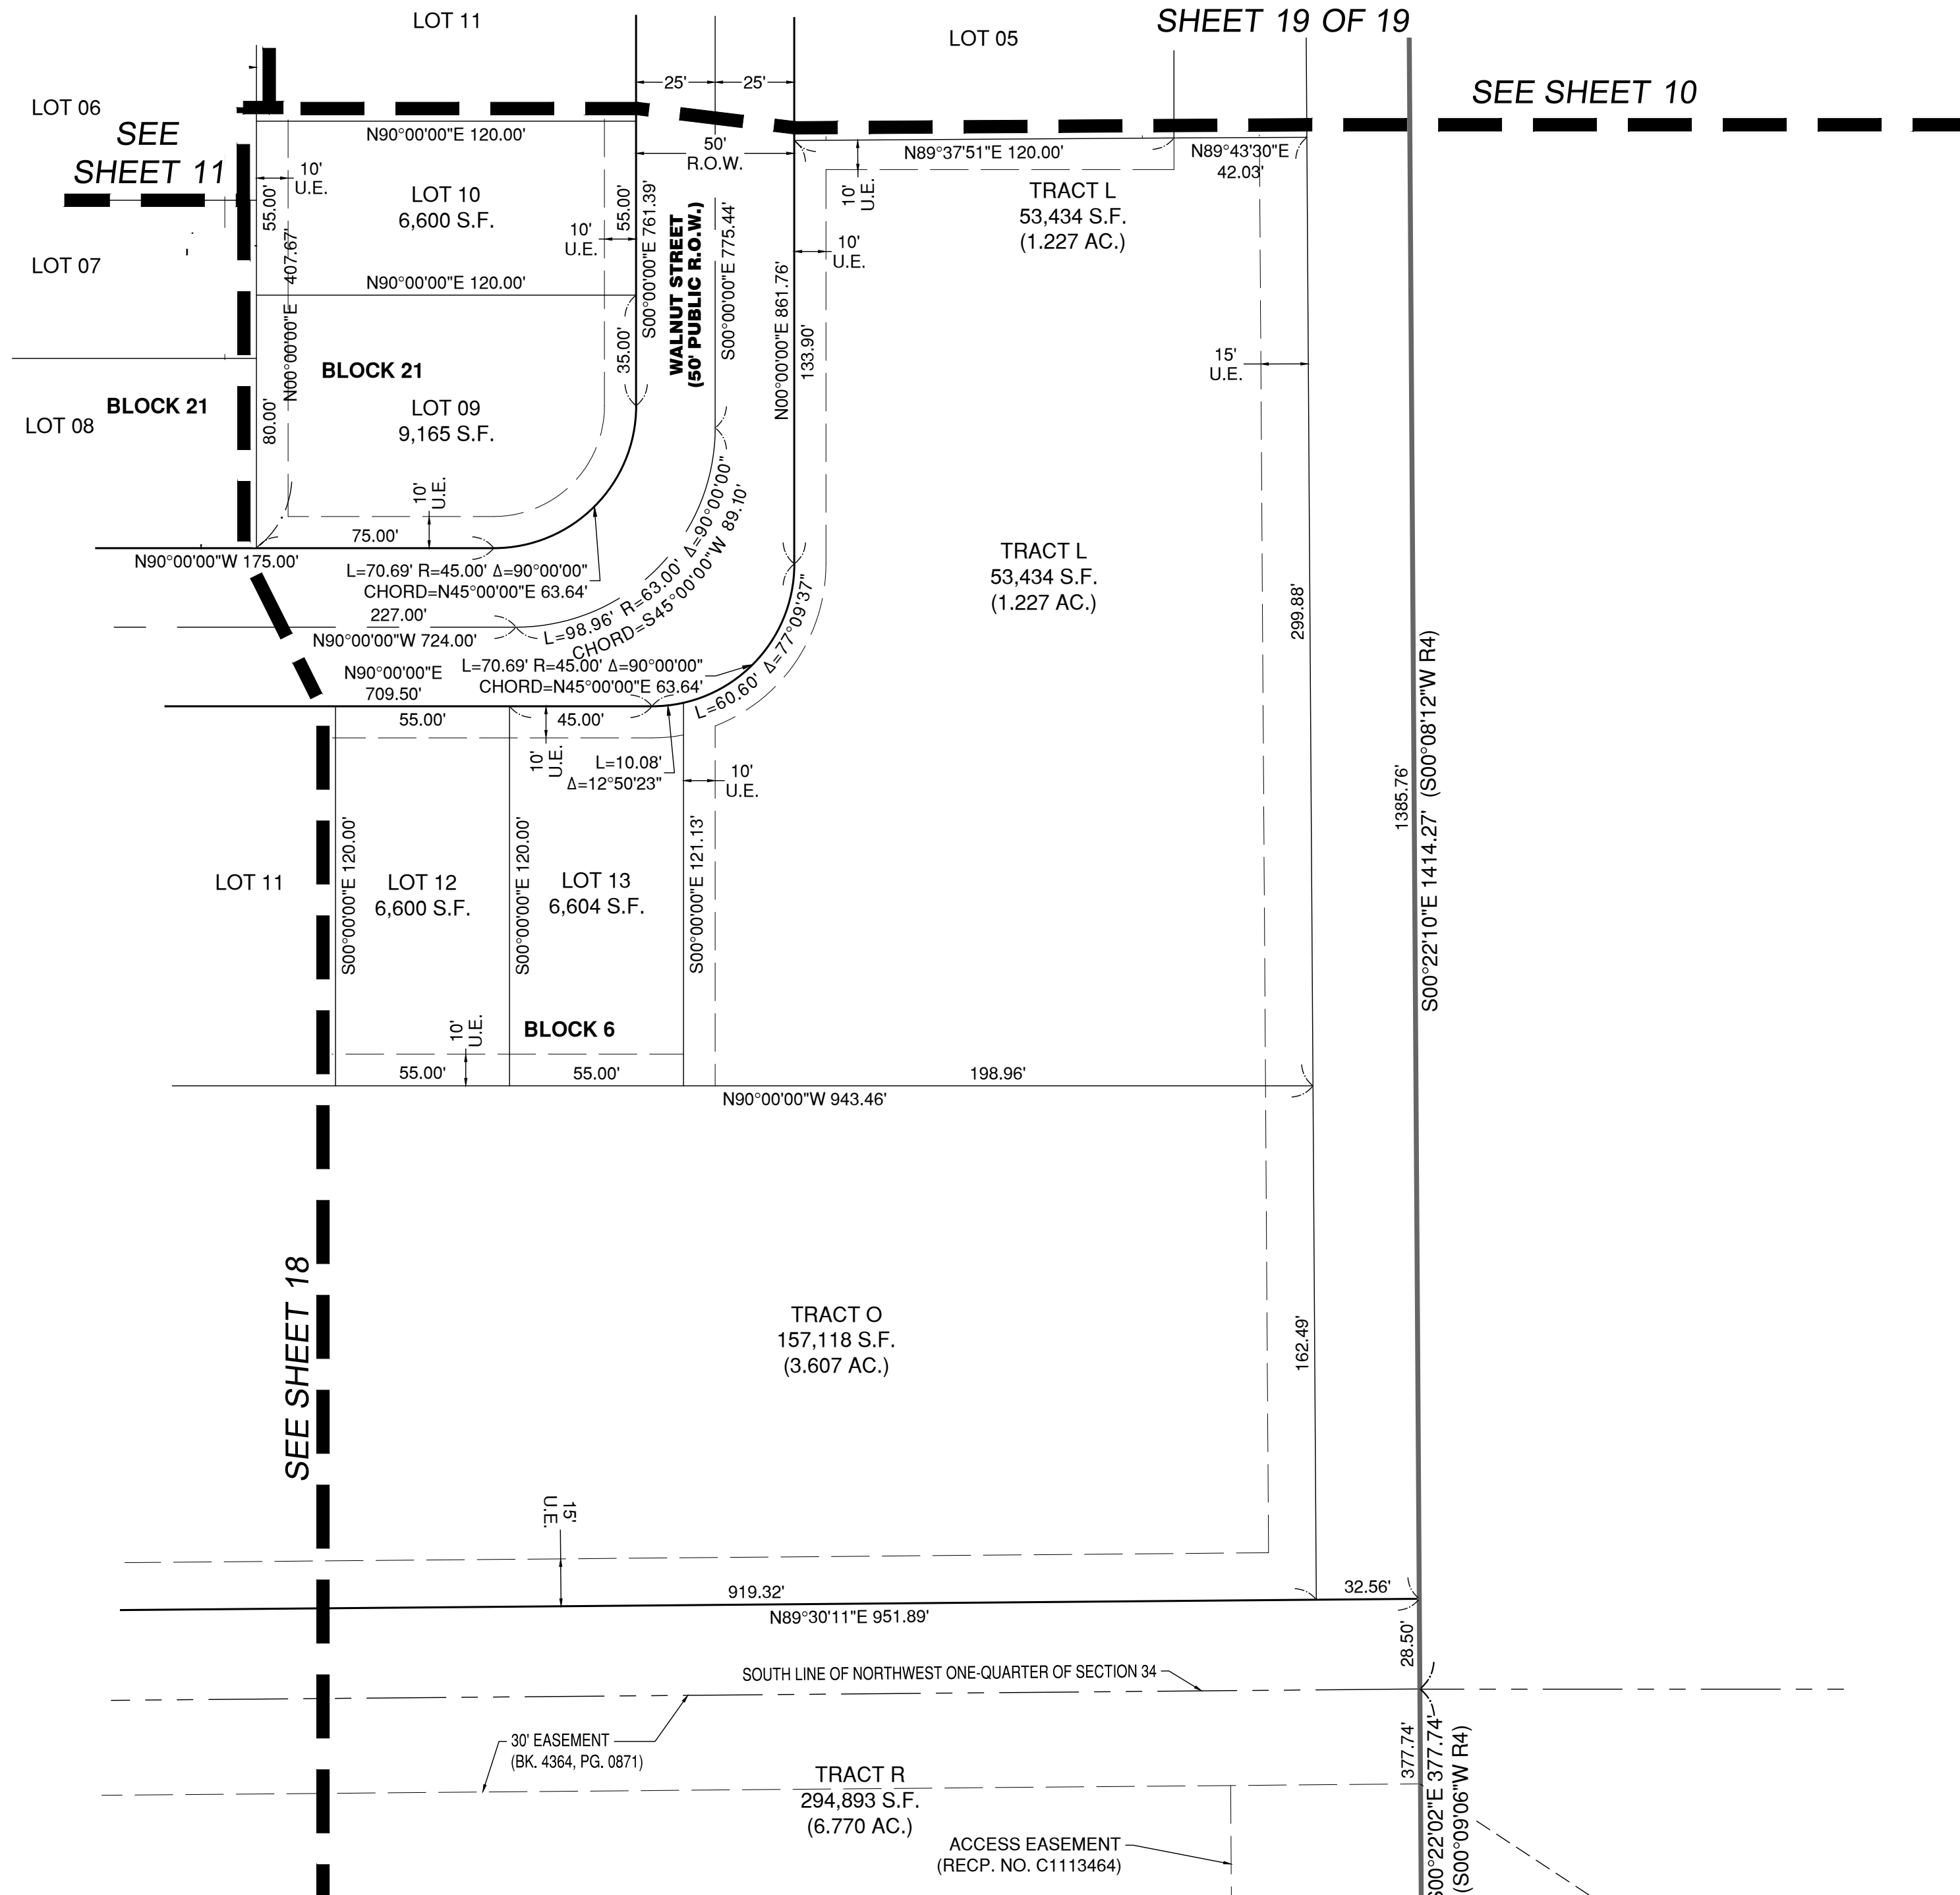 LOT 11
SHEET 19 OF 19
LOT 05
25'
25'
SEE SHEET 10
LOT 06
SEE
SHEET 11
N90°00'00"E 120.00'
50'
R.O.W.
N89°37'51"E 120.00'
N89°43'30"E
42.03'
10'
U.E.
55.00'
LOT 10
6,600 S.F.
10'
U.E.
55.00'
S00°00'00"E 761.39'
WALNUT STREET
(50' PUBLIC R.O.W.)
S00°00'00"E 775.44'
10'
U.E.
TRACT L
53,434 S.F.
(1.227 AC.)
10'
U.E.
LOT 07
N00°00'00"E 407.67'
N90°00'00"E 120.00'
35.00'
N00°00'00"E 861.76'
133.90'
15'
U.E.
BLOCK 21
BLOCK 21
LOT 08
80.00'
LOT 09
9,165 S.F.
10'
U.E.
75.00'
N90°00'00"W 175.00'
L=70.69' R=45.00' Δ=90°00'00"
CHORD=N45°00'00"E 63.64'
L=98.96' R=63.00' Δ=90°00'00"
CHORD=S45°00'00"W 89.10'
227.00'
N90°00'00"W 724.00'
TRACT L
53,434 S.F.
(1.227 AC.)
299.88'
L=70.69' R=45.00' Δ=90°00'00"
CHORD=N45°00'00"E 63.64'
L=60.60' Δ=77°09'37"
N90°00'00"E
709.50'
55.00'
45.00'
10'
U.E.
L=10.08'
Δ=12°50'23"
10'
U.E.
1385.76'
S00°22'10"E 1414.27' (S00°08'12"W R4)
LOT 11
S00°00'00"E 120.00'
LOT 12
6,600 S.F.
S00°00'00"E 120.00'
LOT 13
6,604 S.F.
S00°00'00"E 121.13'
10'
U.E.
BLOCK 6
55.00'
55.00'
198.96'
N90°00'00"W 943.46'
SEE SHEET 18
TRACT O
157,118 S.F.
(3.607 AC.)
162.49'
15'
U.E.
919.32'
32.56'
N89°30'11"E 951.89'
28.50'
SOUTH LINE OF NORTHWEST ONE-QUARTER OF SECTION 34
30' EASEMENT
(BK. 4364, PG. 0871)
TRACT R
294,893 S.F.
(6.770 AC.)
377.74'
S00°22'02"E 377.74'
(S00°09'06"W R4)
ACCESS EASEMENT
(RECP. NO. C1113464)